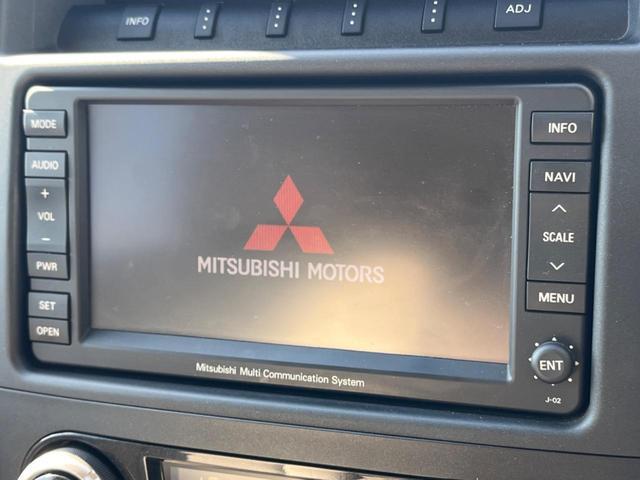 INFO
ADJ
MODE
AUDIO
+
VOL
−
PWR
SET
OPEN
MITSUBISHI MOTORS
INFO
NAVI
SCALE
MENU
ENT
J-02
Mitsubishi Multi Communication System